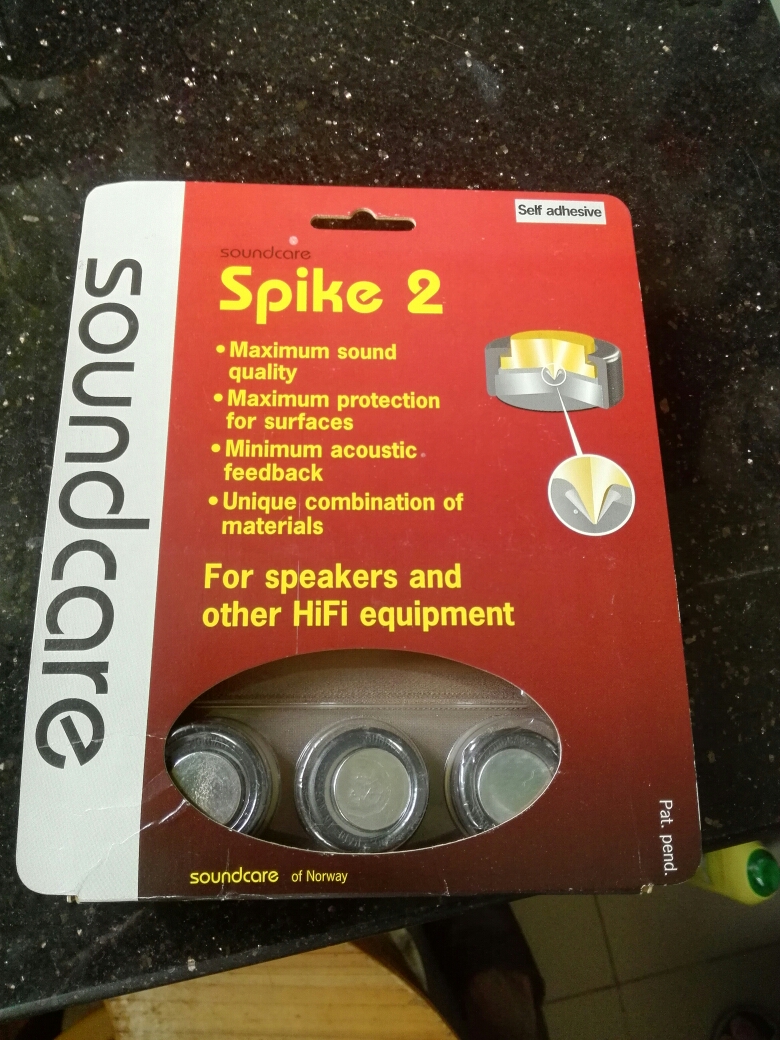 Self adhesive
soundcare
Spike 2
• Maximum sound
quality
• Maximum protection
for surfaces
• Minimum acoustic
feedback
• Unique combination of
materials
For speakers and
other HiFi equipment
soundcare
Pat. pend.
soundcare of Norway